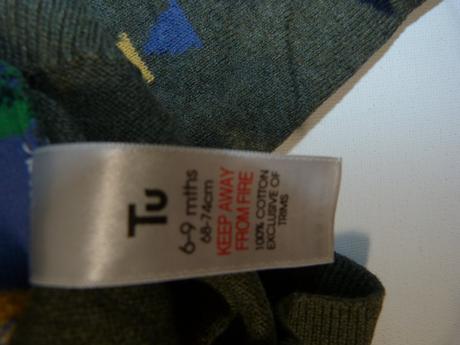 Tu
6-9 mths
68-74cm
KEEP AWAY
FROM FIRE
100% COTTON
EXCLUSIVE OF
TRIMS